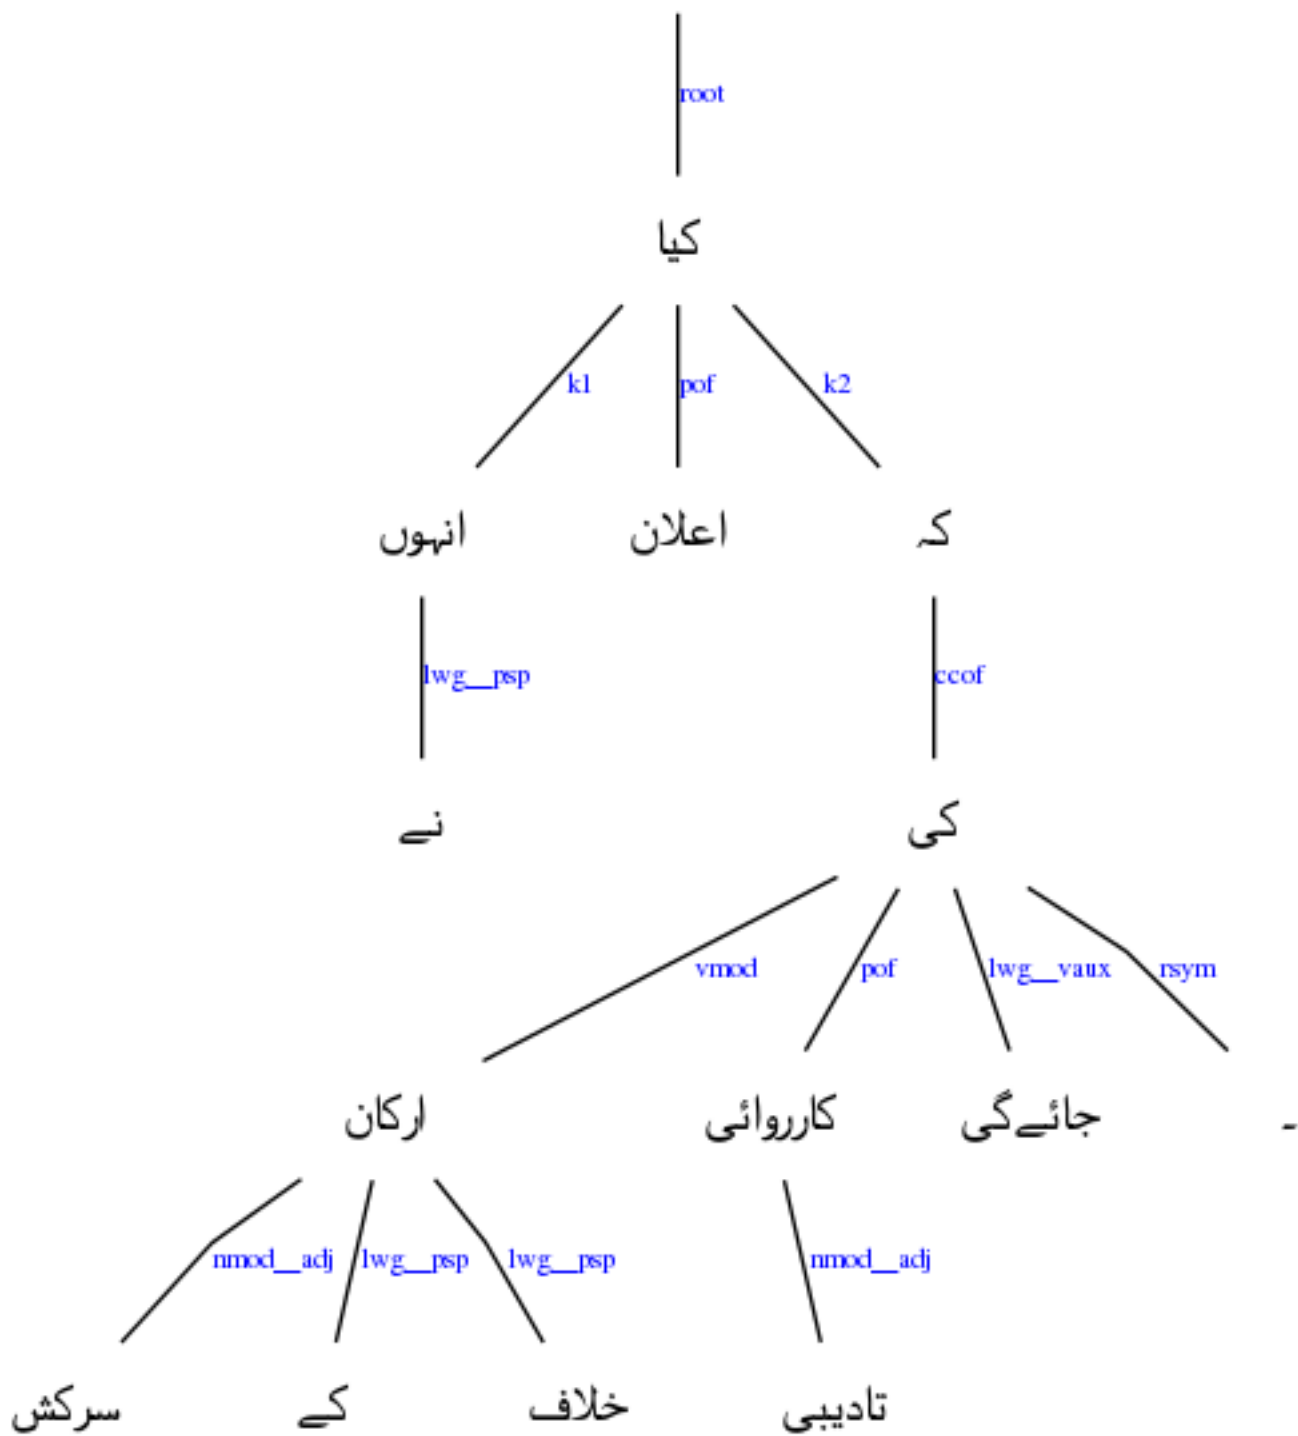 root
کیا
k1 pof k2
انہوں اعلان کہ
lwg__psp ccof
نے کی
vmod pof lwg__vaux rsym
ارکان کارروائی جائےگی ۔
nmod__adj lwg__psp lwg__psp nmod__adj
سرکش کے خلاف تادیبی